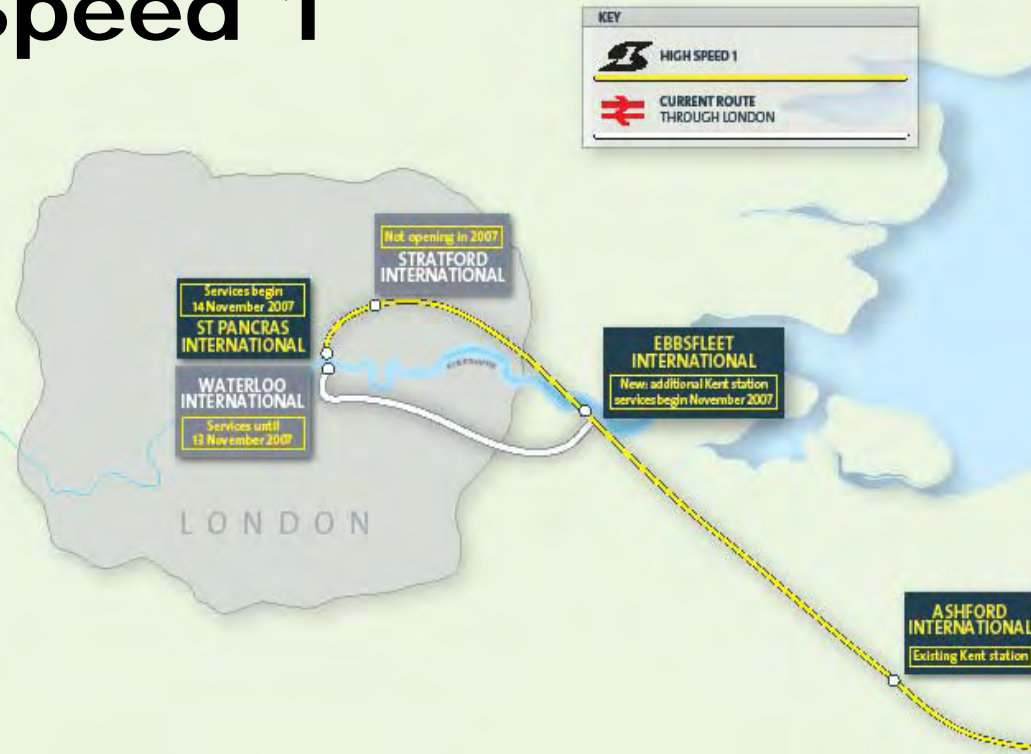 Speed 1
KEY
HIGH SPEED 1
CURRENT ROUTE
THROUGH LONDON
Not opening in 2007
STRATFORD
INTERNATIONAL
Services begin
14 November 2007
ST PANCRAS
INTERNATIONAL
WATERLOO
INTERNATIONAL
Services until
13 November 2007
EBBSFLEET
INTERNATIONAL
New: additional Kent station
services begin November 2007
LONDON
ASHFORD
INTERNATIONAL
Existing Kent station